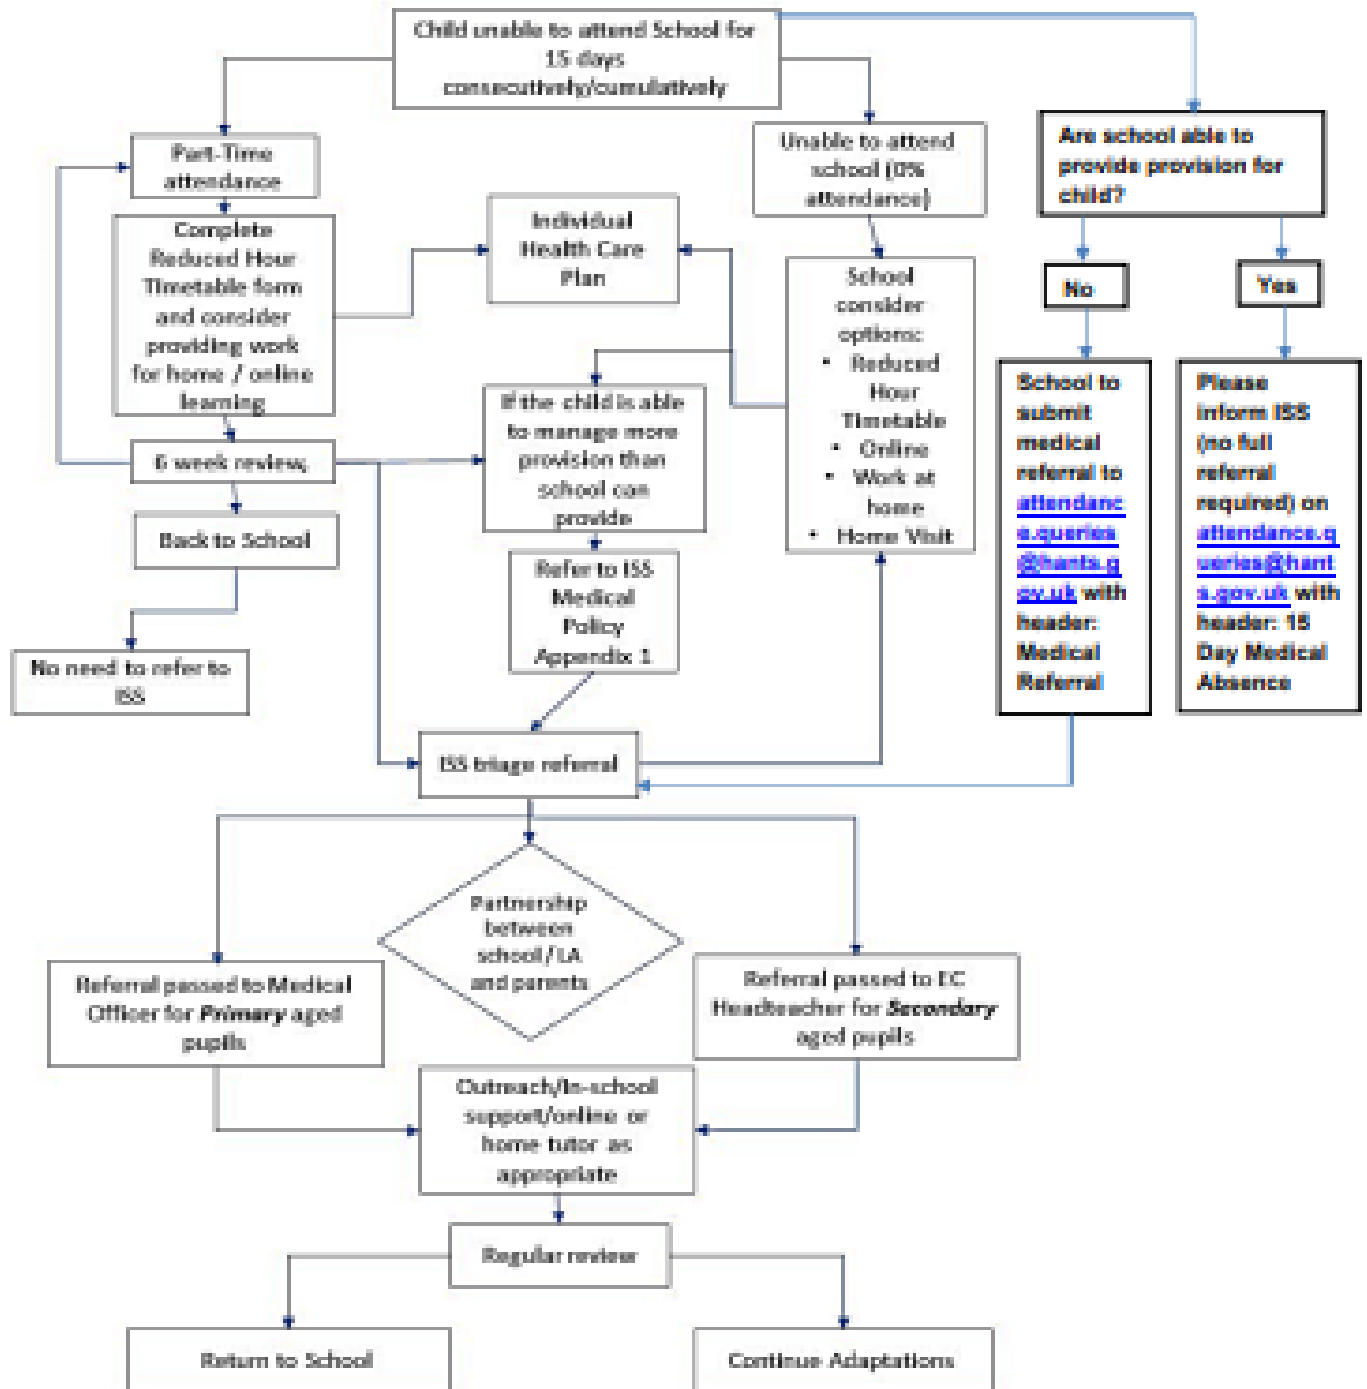 Child unable to attend School for
15 days
consecutively/cumulatively
Part-Time
attendance
Unable to attend
school (0%
attendance)
Are school able to
provide provision for
child?
Complete
Reduced Hour
Timetable form
and consider
providing work
for home / online
learning
Individual
Health Care
Plan
School
consider
options:
• Reduced
Hour
Timetable
• Online
• Work at
home
• Home Visit
No
Yes
If the child is able
to manage more
provision than
school can
provide
School to
submit
medical
referral to
attendanc
e.queries
@hants.g
ov.uk with
header:
Medical
Referral
Please
inform ISS
(no full
referral
required) on
attendance.q
ueries@hant
s.gov.uk with
header: 15
Day Medical
Absence
6 week review,
Back to School
Refer to ISS
Medical
Policy
Appendix 1
No need to refer to
ISS
ISS triage referral
Partnership
between
school/ LA
and parents
Referral passed to Medical
Officer for Primary aged
pupils
Referral passed to EC
Headteacher for Secondary
aged pupils
Outreach/In-school
support/online or
home tutor as
appropriate
Regular review
Return to School
Continue Adaptations